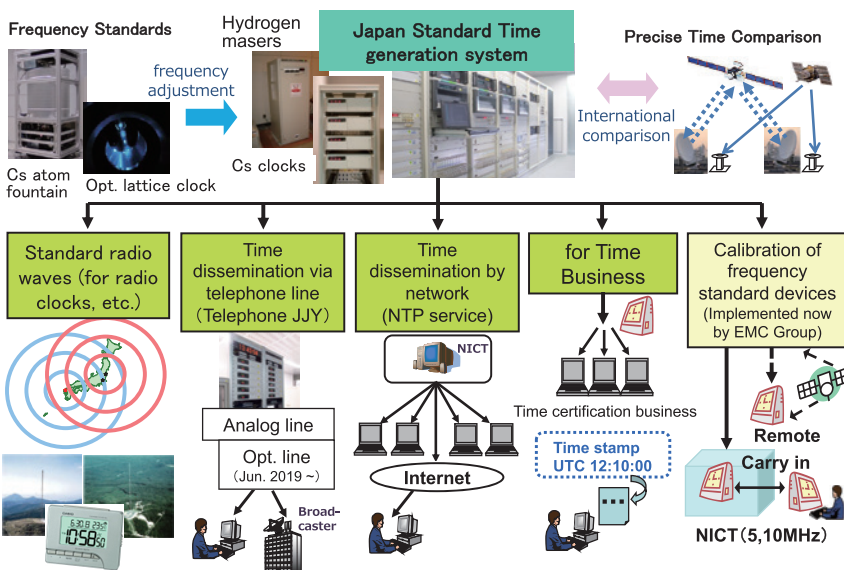 Frequency Standards
frequency
adjustment
Cs atom
fountain
Opt. lattice clock
Hydrogen
masers
Cs clocks
Japan Standard Time
generation system
Precise Time Comparison
International
comparison
Standard radio
waves (for radio
clocks, etc.)
Time
dissemination via
telephone line
(Telephone JJY)
Time
dissemination by
network
(NTP service)
for Time
Business
Calibration of
frequency
standard devices
(Implemented now
by EMC Group)
Analog line
Opt. line
(Jun. 2019 ~)
Broad-
caster
NICT
Internet
Time certification business
Time stamp
UTC 12:10:00
Remote
Carry in
NICT(5,10MHz)
10:58